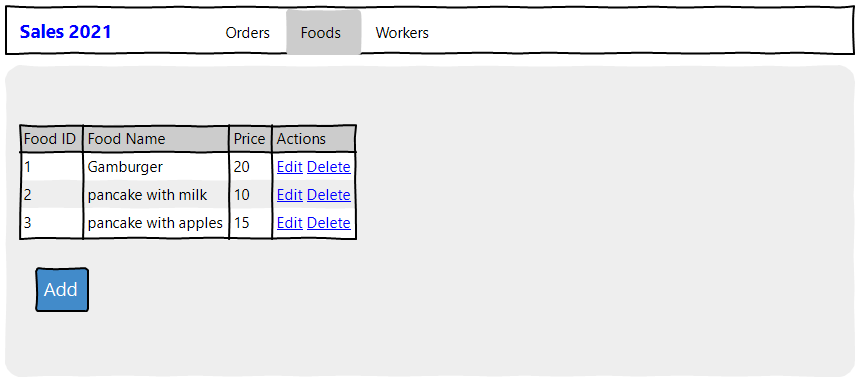 Sales 2021 Orders Foods Workers
Food ID Food Name Price Actions
1 Gamburger 20 Edit Delete
2 pancake with milk 10 Edit Delete
3 pancake with apples 15 Edit Delete
Add